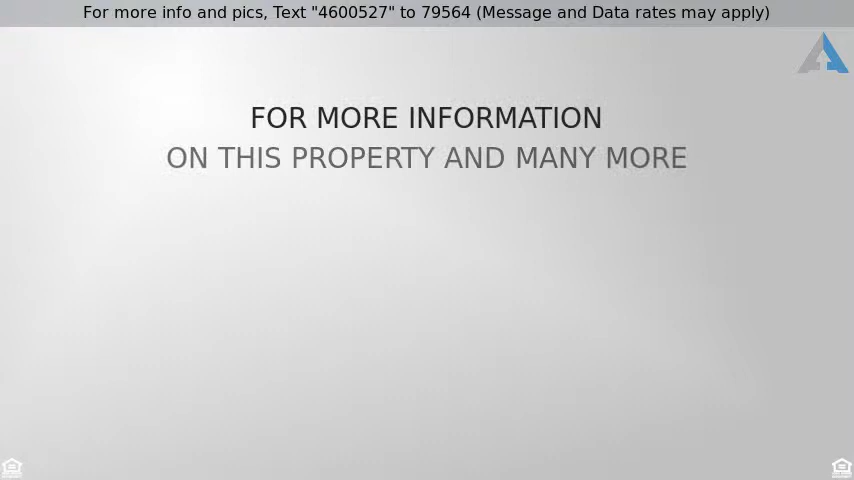 For more info and pics, Text "4600527" to 79564 (Message and Data rates may apply)
FOR MORE INFORMATION
ON THIS PROPERTY AND MANY MORE